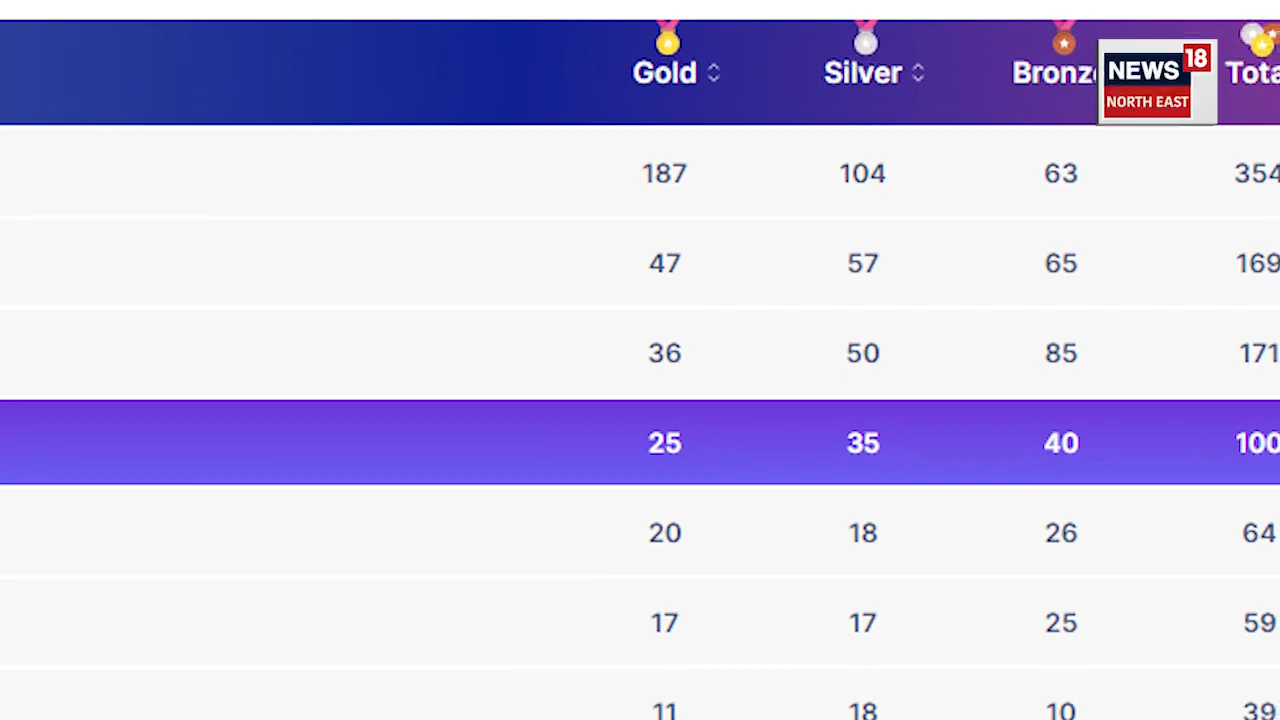 Gold Silver Bronze Tota
NEWS 18
NORTH EAST
187 104 63 354
47 57 65 169
36 50 85 171
25 35 40 100
20 18 26 64
17 17 25 59
11 18 10 39